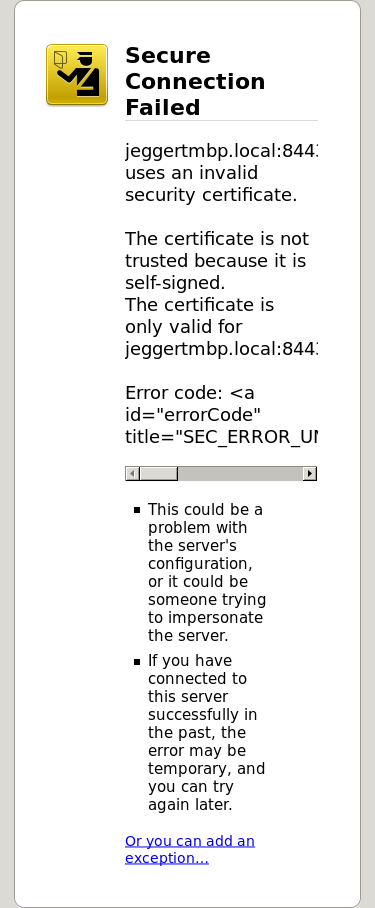 Secure
Connection
Failed
jeggertmbp.local:844
uses an invalid
security certificate.
The certificate is not
trusted because it is
self-signed.
The certificate is
only valid for
jeggertmbp.local:844
Error code: <a
id="errorCode"
title="SEC_ERROR_UN
This could be a
problem with
the server's
configuration,
or it could be
someone trying
to impersonate
the server.
If you have
connected to
this server
successfully in
the past, the
error may be
temporary, and
you can try
again later.
Or you can add an
exception…